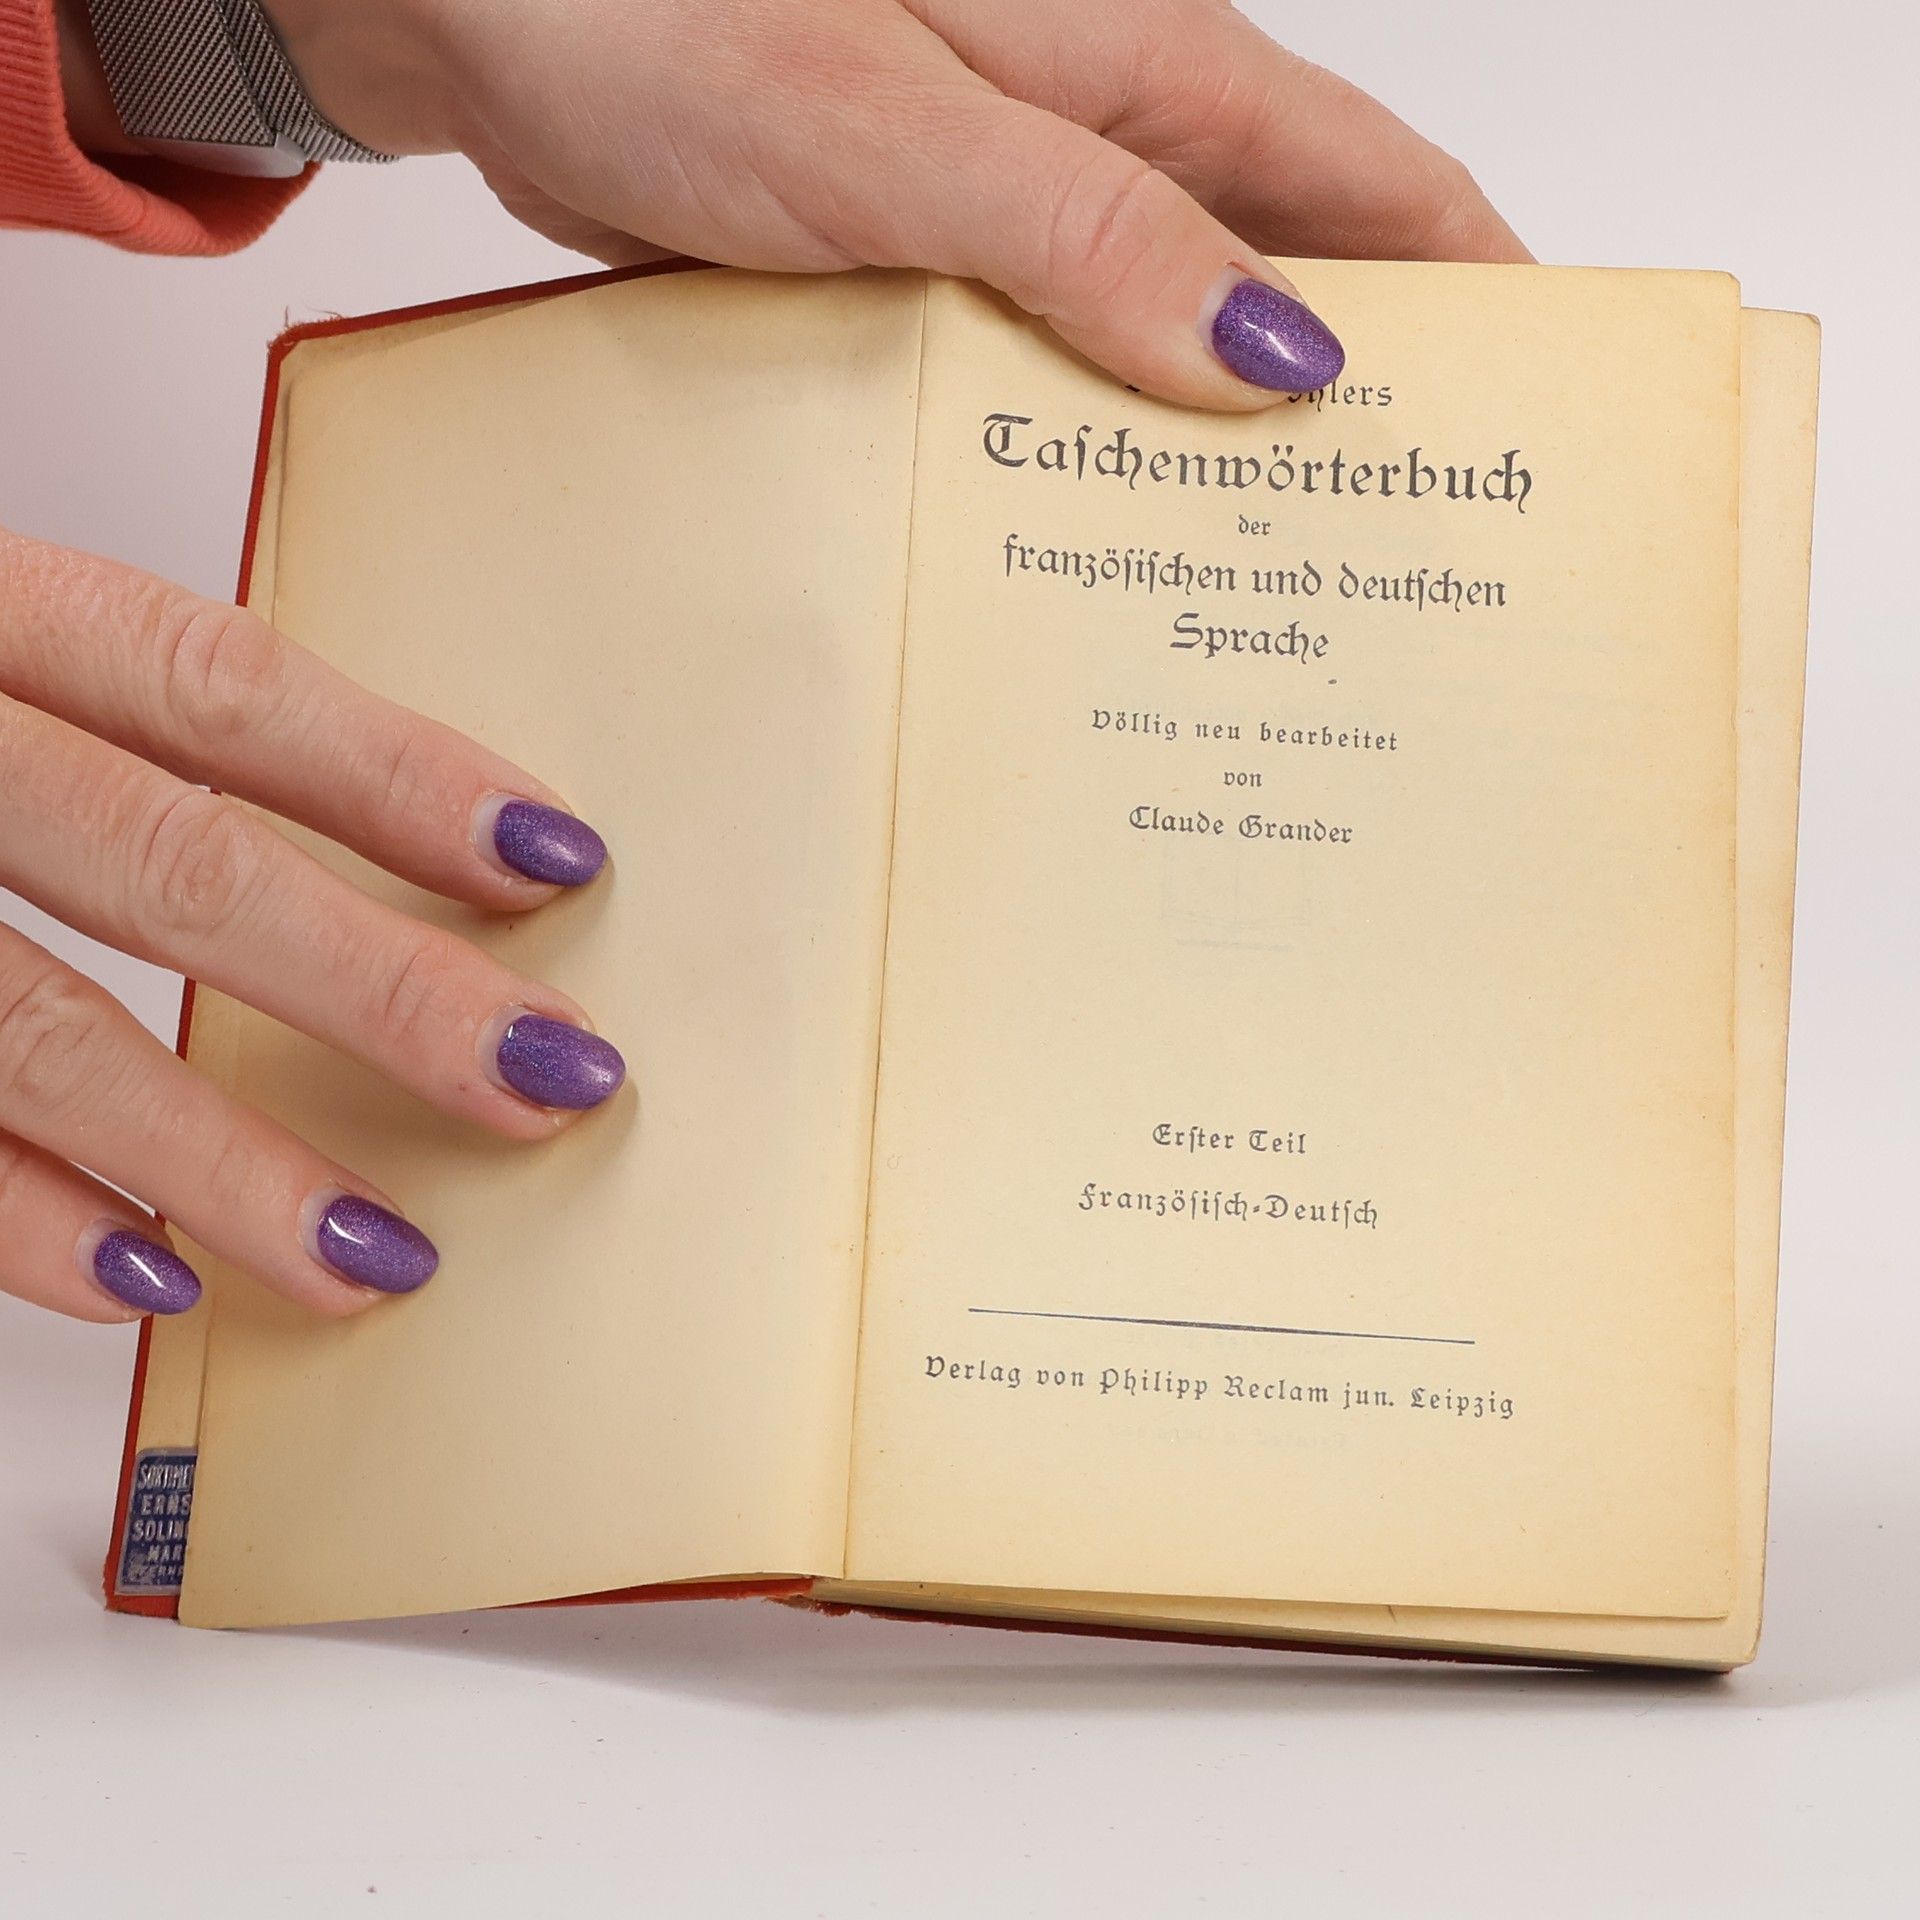 Taſchenwörterbuch
der
franzöſiſchen und deutſchen
Sprache
Völlig neu bearbeitet
von
Claude Grander
Erſter Teil
Franzöſiſch-Deutſch
Verlag von Philipp Reclam jun. Leipzig